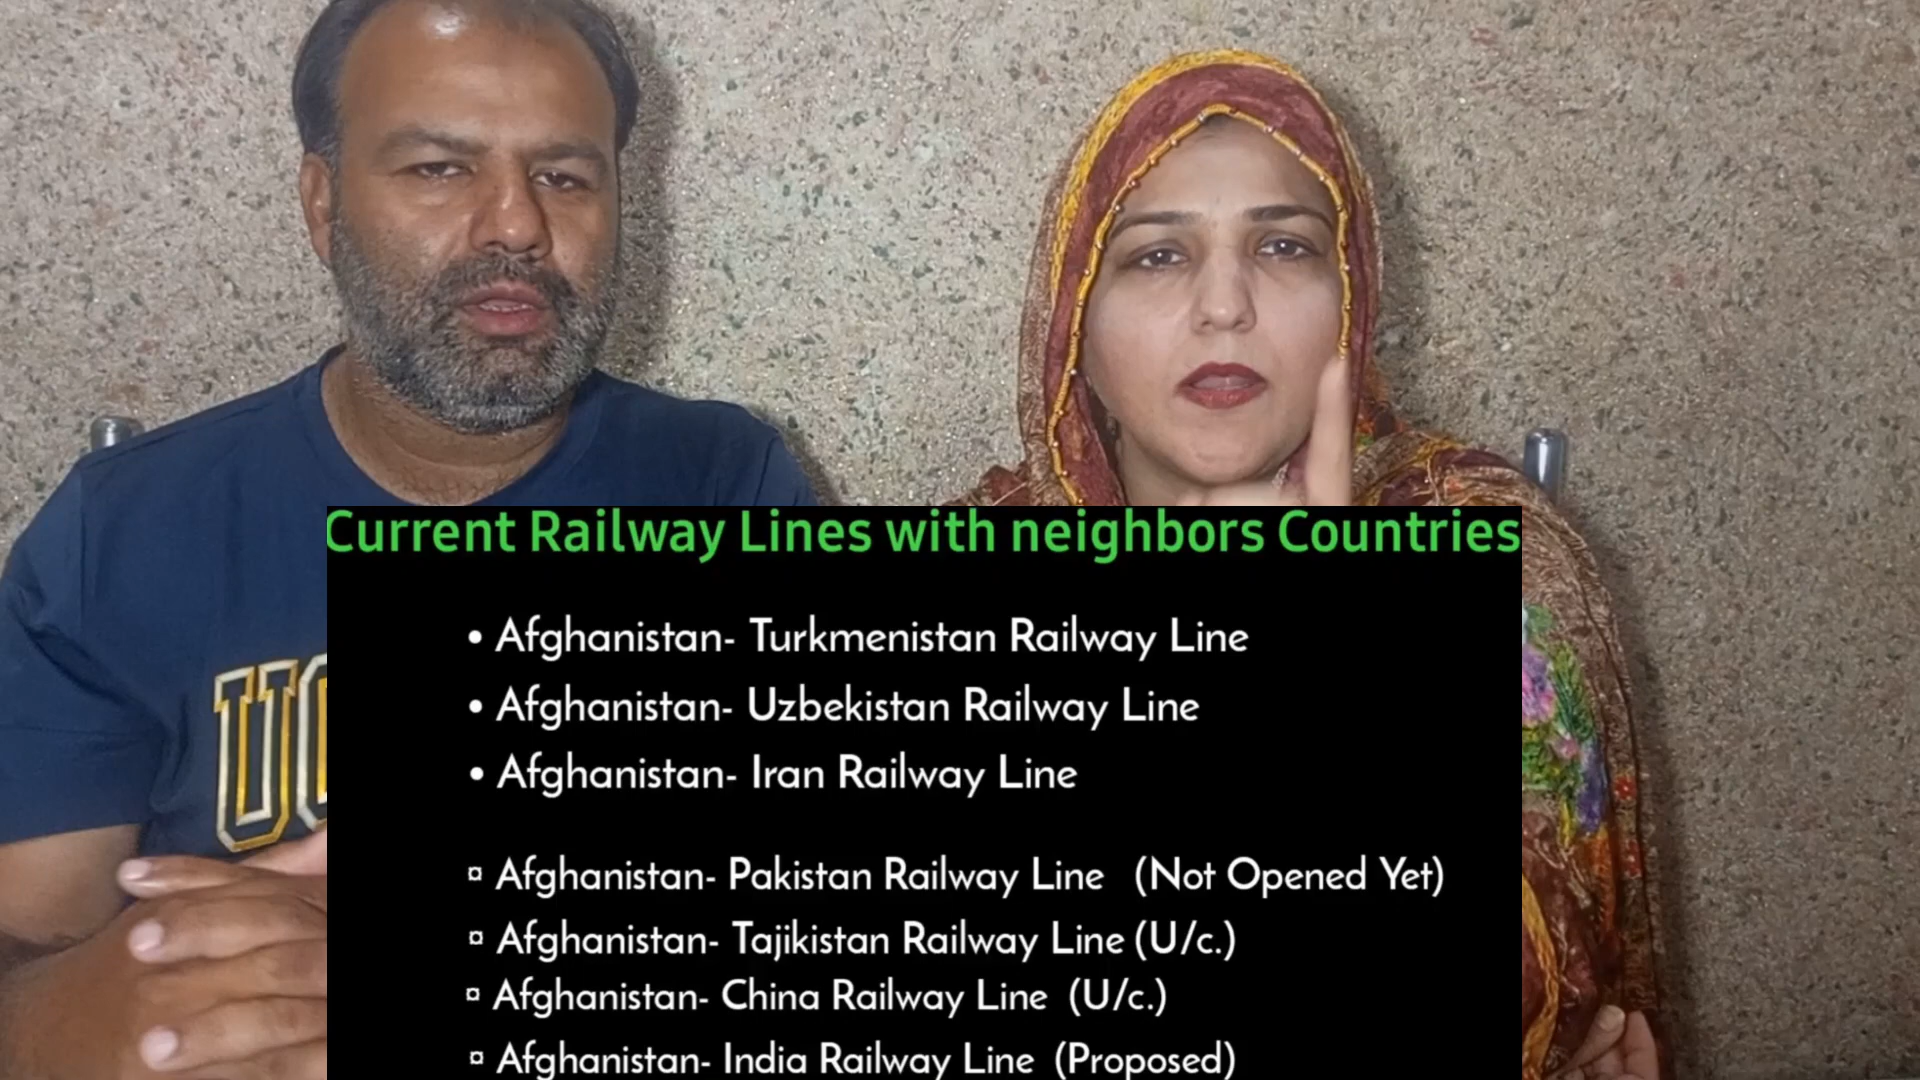 Current Railway Lines with neighbors Countries
• Afghanistan- Turkmenistan Railway Line
• Afghanistan- Uzbekistan Railway Line
• Afghanistan- Iran Railway Line
▫ Afghanistan- Pakistan Railway Line (Not Opened Yet)
▫ Afghanistan- Tajikistan Railway Line (U/c.)
▫ Afghanistan- China Railway Line (U/c.)
▫ Afghanistan- India Railway Line (Proposed)